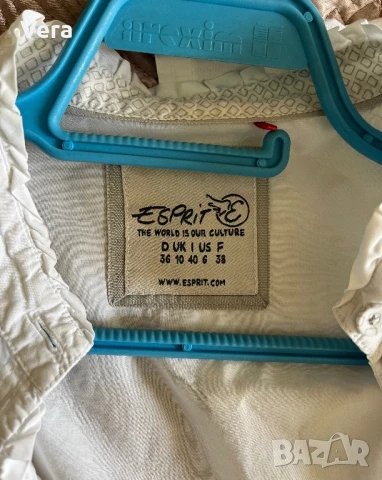 vera
ESPRIT
THE WORLD IS OUR CULTURE
D UK I US F
36 10 40 6 38
WWW.ESPRIT.COM
BAZAR